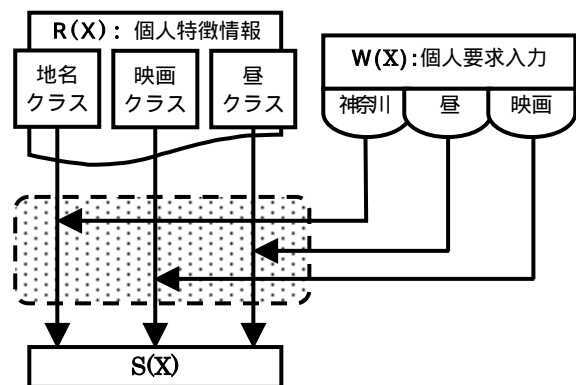 R(X): 個人特徴情報
地名
クラス
映画
クラス
昼
クラス
W(X):個人要求入力
神奈川
昼
映画
S(X)